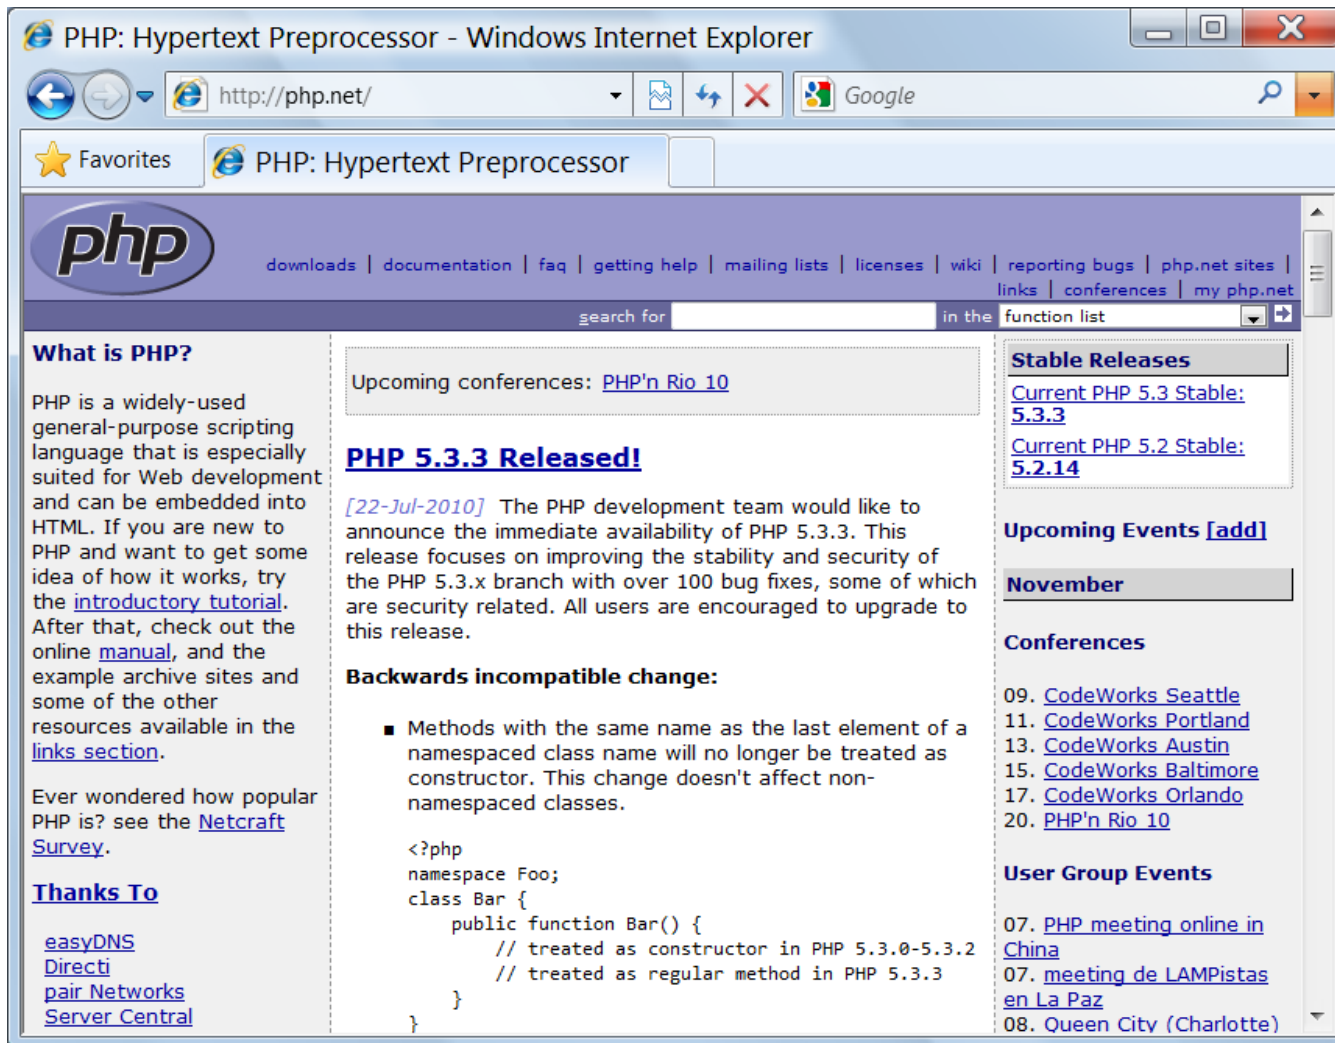 PHP: Hypertext Preprocessor - Windows Internet Explorer
http://php.net/
Google
Favorites
PHP: Hypertext Preprocessor
php
downloads | documentation | faq | getting help | mailing lists | licenses | wiki | reporting bugs | php.net sites |
links | conferences | my php.net
search for in the function list
What is PHP?
PHP is a widely-used
general-purpose scripting
language that is especially
suited for Web development
and can be embedded into
HTML. If you are new to
PHP and want to get some
idea of how it works, try
the introductory tutorial.
After that, check out the
online manual, and the
example archive sites and
some of the other
resources available in the
links section.
Ever wondered how popular
PHP is? see the Netcraft
Survey.
Thanks To
easyDNS
Directi
pair Networks
Server Central
Upcoming conferences: PHP'n Rio 10
PHP 5.3.3 Released!
[22-Jul-2010] The PHP development team would like to
announce the immediate availability of PHP 5.3.3. This
release focuses on improving the stability and security of
the PHP 5.3.x branch with over 100 bug fixes, some of which
are security related. All users are encouraged to upgrade to
this release.
Backwards incompatible change:
Methods with the same name as the last element of a
namespaced class name will no longer be treated as
constructor. This change doesn't affect non-
namespaced classes.
<?php
namespace Foo;
class Bar {
public function Bar() {
// treated as constructor in PHP 5.3.0-5.3.2
// treated as regular method in PHP 5.3.3
}
}
Stable Releases
Current PHP 5.3 Stable:
5.3.3
Current PHP 5.2 Stable:
5.2.14
Upcoming Events [add]
November
Conferences
09. CodeWorks Seattle
11. CodeWorks Portland
13. CodeWorks Austin
15. CodeWorks Baltimore
17. CodeWorks Orlando
20. PHP'n Rio 10
User Group Events
07. PHP meeting online in
China
07. meeting de LAMPistas
en La Paz
08. Queen City (Charlotte)